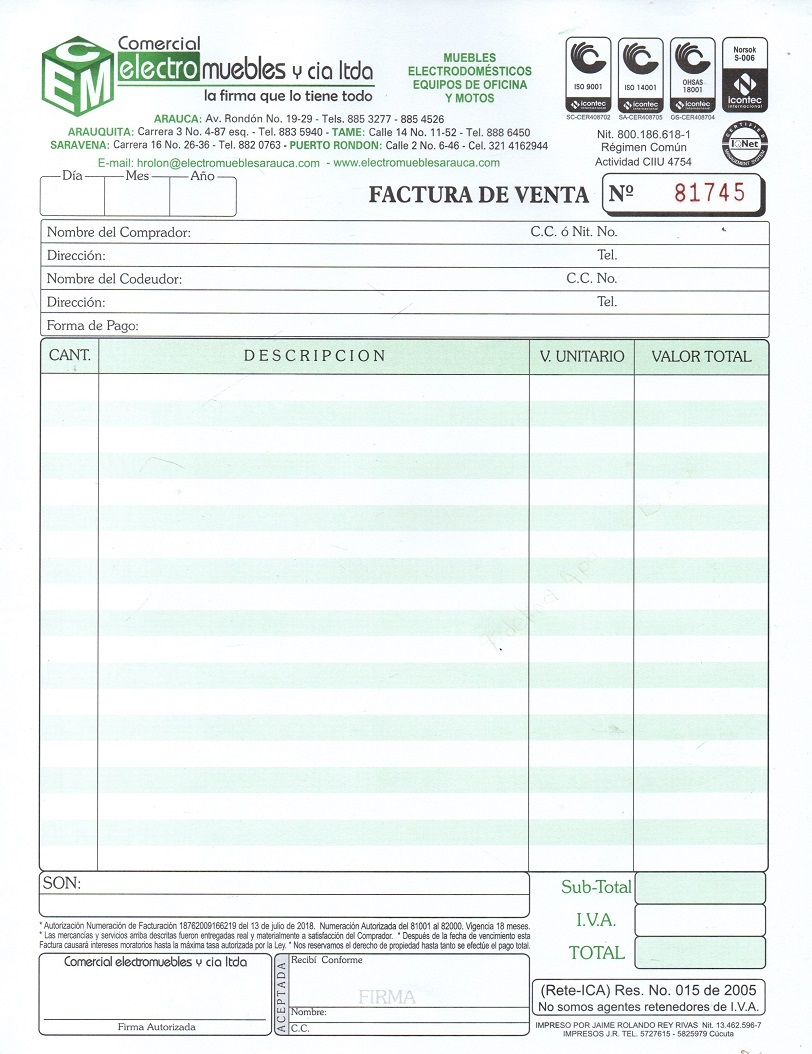 CEM
Comercial
electromuebles y cia ltda
la firma que lo tiene todo
MUEBLES
ELECTRODOMÉSTICOS
EQUIPOS DE OFICINA
Y MOTOS
ISO 9001
icontec
internacional
SC-CER408702
ISO 14001
icontec
internacional
SA-CER406705
OHSAS
18001
icontec
internacional
OS-CER408704
Norsok
S-006
icontec
internacional
ARAUCA: Av. Rondón No. 19-29 - Tels. 885 3277 - 885 4526
ARAUQUITA: Carrera 3 No. 4-87 esq. - Tel. 883 5940 - TAME: Calle 14 No. 11-52 - Tel. 888 6450
SARAVENA: Carrera 16 No. 26-36 - Tel. 882 0763 - PUERTO RONDON: Calle 2 No. 6-46 - Cel. 321 4162944
E-mail: hrolon@electromueblesarauca.com - www.electromueblesarauca.com
Nit. 800.186.618-1
Régimen Común
Actividad CIIU 4754
CERTIFIED
IQNet
MANAGEMENT SYSTEM
Día Mes Año
FACTURA DE VENTA Nº 81745
Nombre del Comprador: C.C. ó Nit. No.
Dirección: Tel.
Nombre del Codeudor: C.C. No.
Dirección: Tel.
Forma de Pago:
CANT. DESCRIPCION V. UNITARIO VALOR TOTAL
SON:
Sub-Total
I.V.A.
TOTAL
* Autorización Numeración de Facturación 18762009166219 del 13 de julio de 2018. Numeración Autorizada del 81001 al 82000, Vigencia 18 meses.
* Las mercancías y servicios arriba descritas fueron entregadas real y materialmente a satisfacción del Comprador. * Después de la fecha de vencimiento esta
Factura causará intereses moratorios hasta la máxima tasa autorizada por la Ley. * Nos reservamos el derecho de propiedad hasta tanto se efectúe el pago total.
Comercial electromuebles y cia ltda
Firma Autorizada
ACEPTADA
Recibí Conforme
FIRMA
Nombre:
C.C.
(Rete-ICA) Res. No. 015 de 2005
No somos agentes retenedores de I.V.A.
IMPRESO POR JAIME ROLANDO REY RIVAS Nit. 13.462.596-7
IMPRESOS J.R. TEL. 5727615 - 5825979 Cúcuta